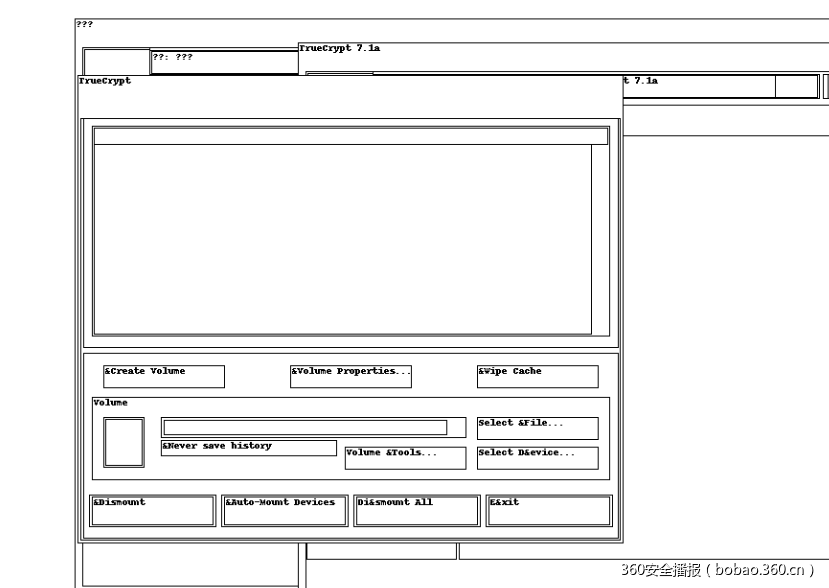 ???
TrueCrypt 7.1a
??: ???
TrueCrypt
t 7.1a
&Create Volume
&Volume Properties...
&Wipe Cache
Volume
Select &File...
&Never save history
Volume &Tools...
Select D&evice...
&Dismount
&Auto-Mount Devices
Di&smount All
E&xit
360安全播报（bobao.360.cn）